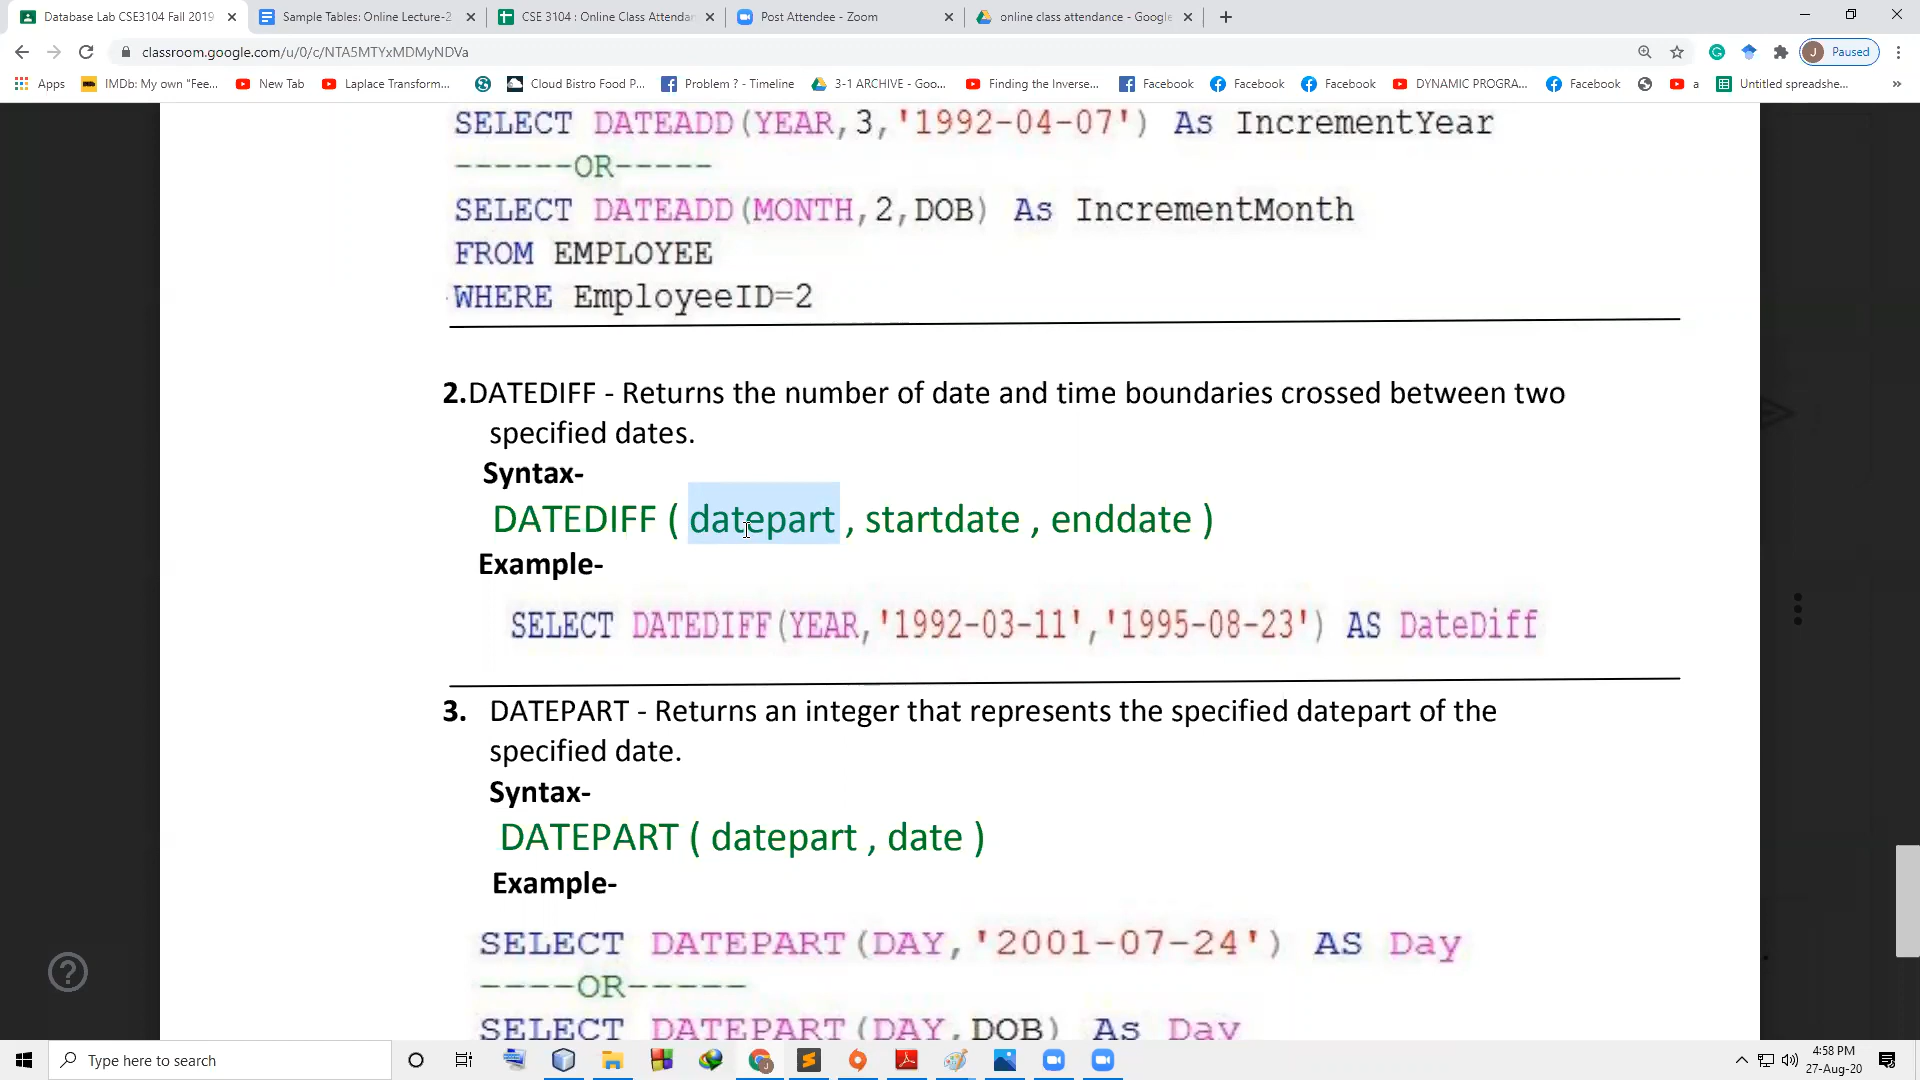 Database Lab CSE3104 Fall 2019
Sample Tables: Online Lecture-2
CSE 3104 : Online Class Attendan
Post Attendee - Zoom
online class attendance - Google
classroom.google.com/u/0/c/NTA5MTYxMDMyNDVa
J Paused
Apps
IMDb: My own "Fee...
New Tab
Laplace Transform...
Cloud Bistro Food P...
Problem ? - Timeline
3-1 ARCHIVE - Goo...
Finding the Inverse...
Facebook
Facebook
Facebook
DYNAMIC PROGRA...
Facebook
a
Untitled spreadshe...
SELECT DATEADD(YEAR,3,'1992-04-07') As IncrementYear
------OR-----
SELECT DATEADD(MONTH,2,DOB) As IncrementMonth
FROM EMPLOYEE
WHERE EmployeeID=2
2.DATEDIFF - Returns the number of date and time boundaries crossed between two
specified dates.
Syntax-
DATEDIFF ( datepart , startdate , enddate )
Example-
SELECT DATEDIFF(YEAR,'1992-03-11','1995-08-23') AS DateDiff
3. DATEPART - Returns an integer that represents the specified datepart of the
specified date.
Syntax-
DATEPART ( datepart , date )
Example-
SELECT DATEPART(DAY,'2001-07-24') AS Day
----OR-----
SELECT DATEPART(DAY,DOB) As Day
Type here to search
4:58 PM
27-Aug-20